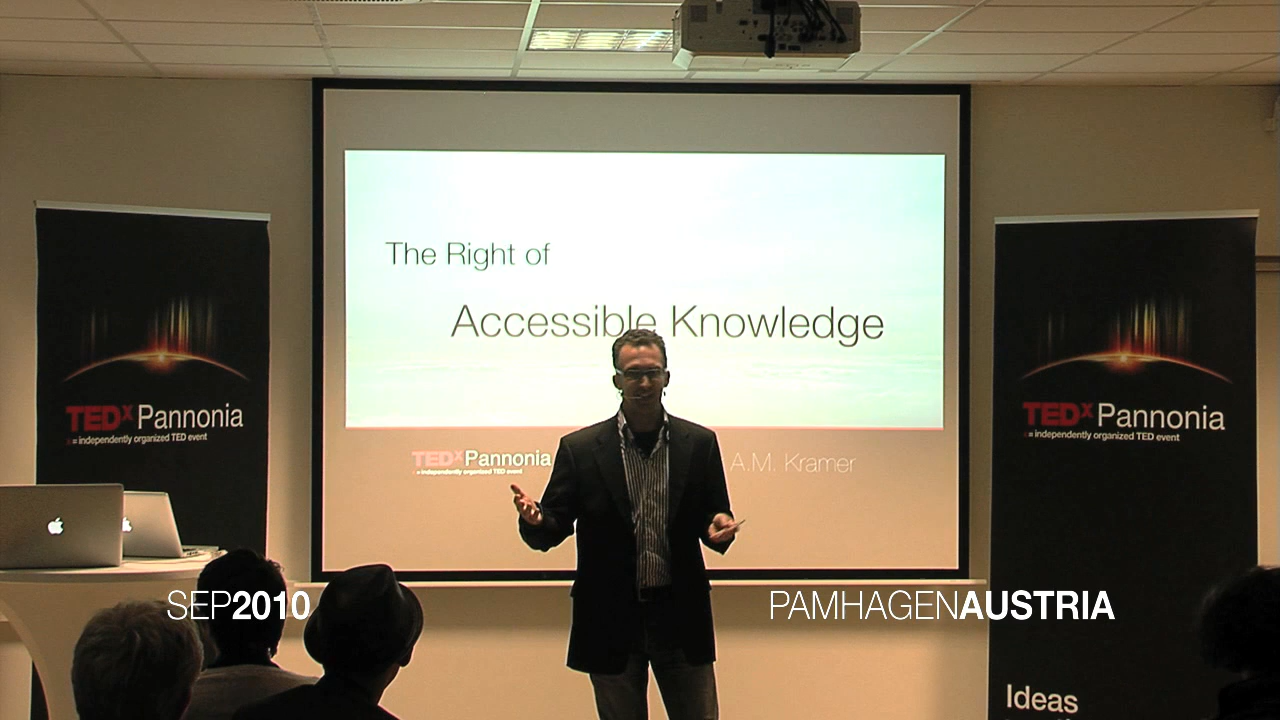 The Right of
Accessible Knowledge
TEDxPannonia
x = independently organized TED event
TEDxPannonia
x = independently organized TED event
TEDxPannonia
x = independently organized TED event
A.M. Kramer
SEP2010
PAMHAGENAUSTRIA
Ideas